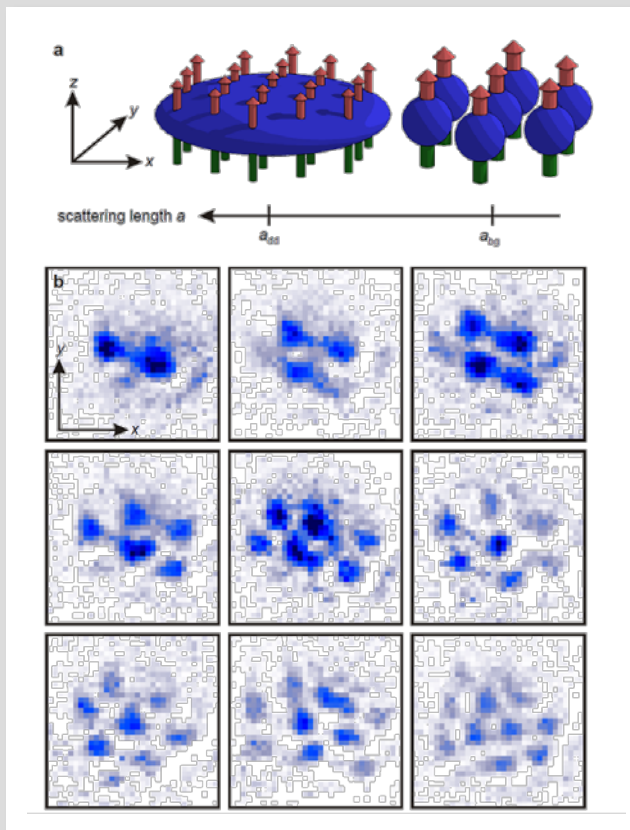 a
z
y
x
scattering length a
a_dd
a_bg
b
y
x